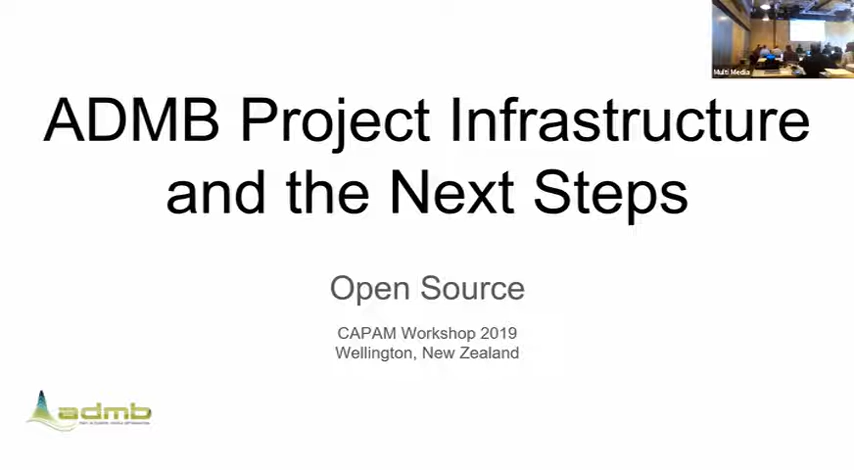 Multi Media
ADMB Project Infrastructure
and the Next Steps
Open Source
CAPAM Workshop 2019
Wellington, New Zealand
admb